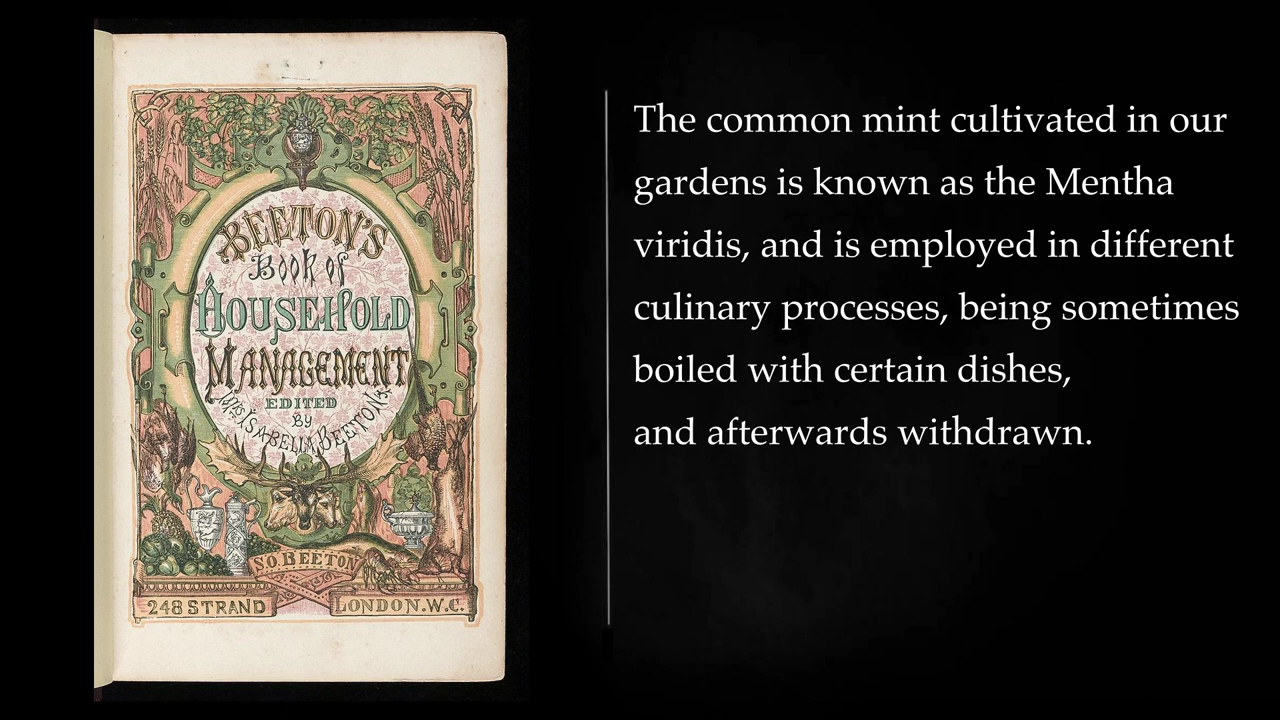 BEETON'S
Book of
HOUSEHOLD
MANAGEMENT
EDITED
BY
MRS ISABELLA BEETON
S.O. BEETON
248 STRAND
LONDON. W.C.
The common mint cultivated in our
gardens is known as the Mentha
viridis, and is employed in different
culinary processes, being sometimes
boiled with certain dishes,
and afterwards withdrawn.